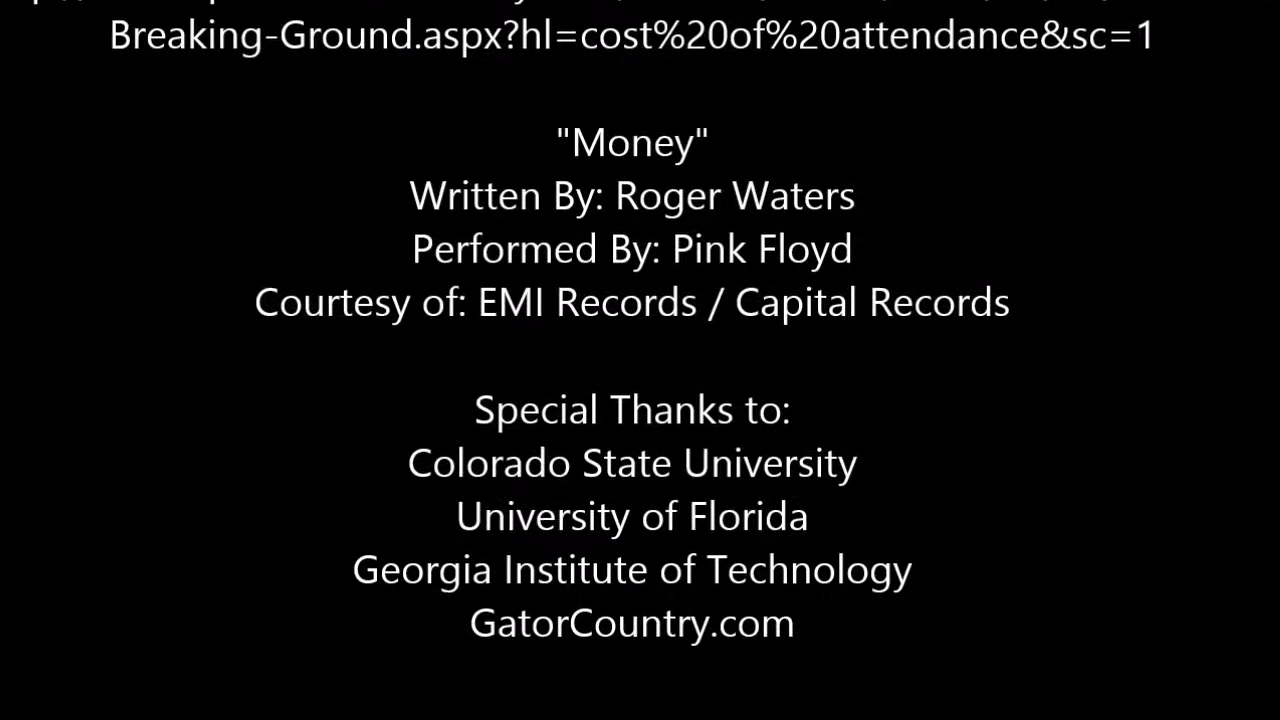 Breaking-Ground.aspx?hl=cost%20of%20attendance&sc=1
"Money"
Written By: Roger Waters
Performed By: Pink Floyd
Courtesy of: EMI Records / Capital Records
Special Thanks to:
Colorado State University
University of Florida
Georgia Institute of Technology
GatorCountry.com